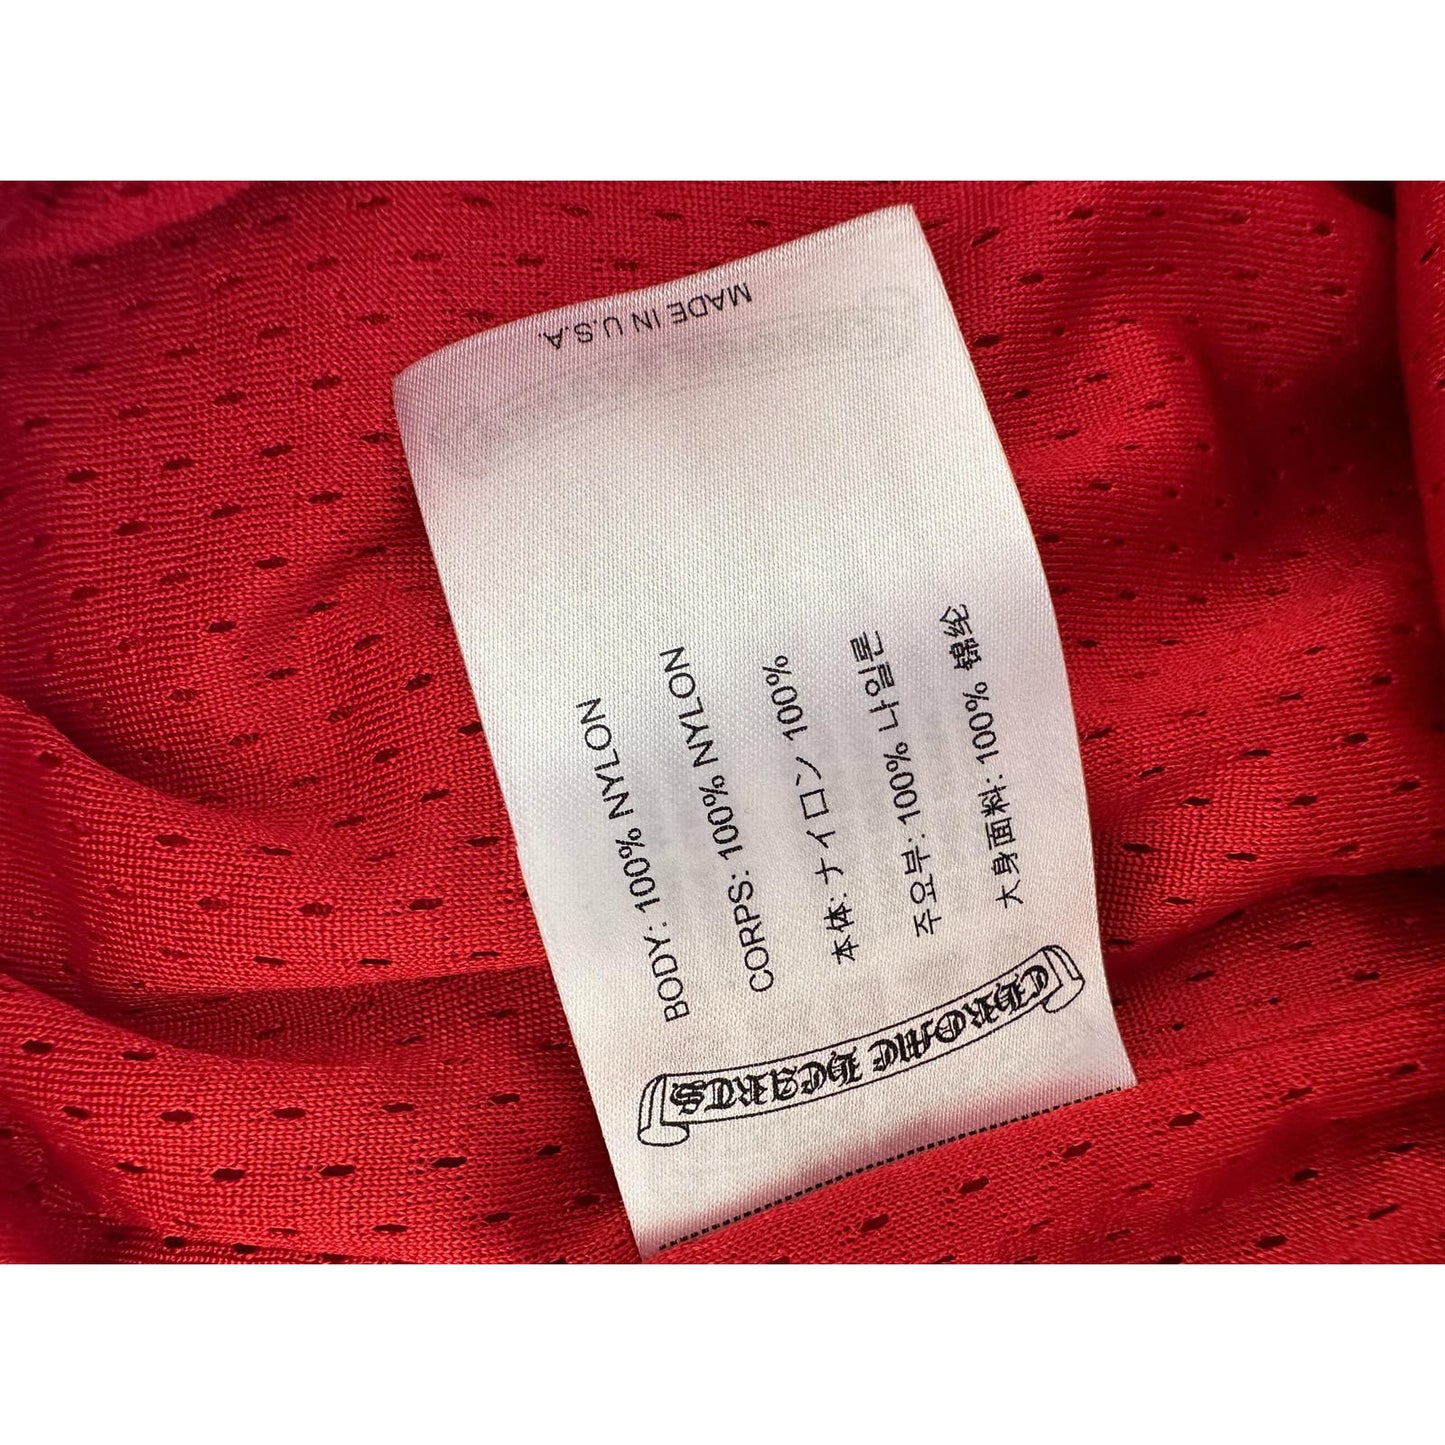 CHROME HEARTS
BODY: 100% NYLON
CORPS: 100% NYLON
本体: ナイロン 100%
주요부: 100% 나일론
大身面料: 100% 锦纶
MADE IN U.S.A.